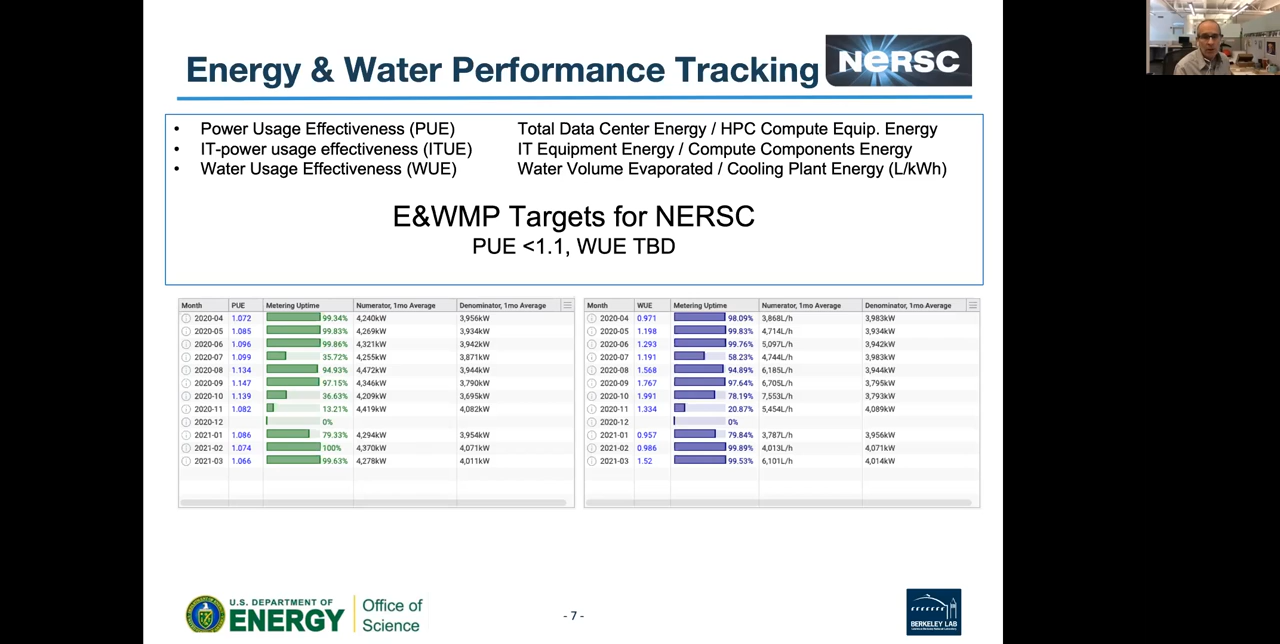 Energy & Water Performance Tracking
NERSC
• Power Usage Effectiveness (PUE) Total Data Center Energy / HPC Compute Equip. Energy
• IT-power usage effectiveness (ITUE) IT Equipment Energy / Compute Components Energy
• Water Usage Effectiveness (WUE) Water Volume Evaporated / Cooling Plant Energy (L/kWh)
E&WMP Targets for NERSC
PUE <1.1, WUE TBD
Month PUE Metering Uptime Numerator, 1mo Average Denominator, 1mo Average
2020-04 1.072 99.34% 4,240kW 3,956kW
2020-05 1.085 99.83% 4,269kW 3,934kW
2020-06 1.096 99.86% 4,321kW 3,942kW
2020-07 1.099 35.72% 4,255kW 3,871kW
2020-08 1.134 94.93% 4,472kW 3,944kW
2020-09 1.147 97.15% 4,346kW 3,790kW
2020-10 1.139 36.63% 4,209kW 3,695kW
2020-11 1.082 13.21% 4,419kW 4,082kW
2020-12 0%
2021-01 1.086 79.33% 4,294kW 3,954kW
2021-02 1.074 100% 4,370kW 4,071kW
2021-03 1.066 99.63% 4,278kW 4,011kW
Month WUE Metering Uptime Numerator, 1mo Average Denominator, 1mo Average
2020-04 0.971 98.09% 3,868L/h 3,983kW
2020-05 1.198 99.83% 4,714L/h 3,934kW
2020-06 1.293 99.76% 5,097L/h 3,942kW
2020-07 1.191 58.23% 4,744L/h 3,983kW
2020-08 1.568 94.89% 6,185L/h 3,944kW
2020-09 1.767 97.64% 6,705L/h 3,795kW
2020-10 1.991 78.19% 7,553L/h 3,793kW
2020-11 1.334 20.87% 5,454L/h 4,089kW
2020-12 0%
2021-01 0.957 79.84% 3,787L/h 3,956kW
2021-02 0.986 99.89% 4,013L/h 4,071kW
2021-03 1.52 99.53% 6,101L/h 4,014kW
U.S. DEPARTMENT OF
ENERGY
Office of
Science
- 7 -
BERKELEY LAB